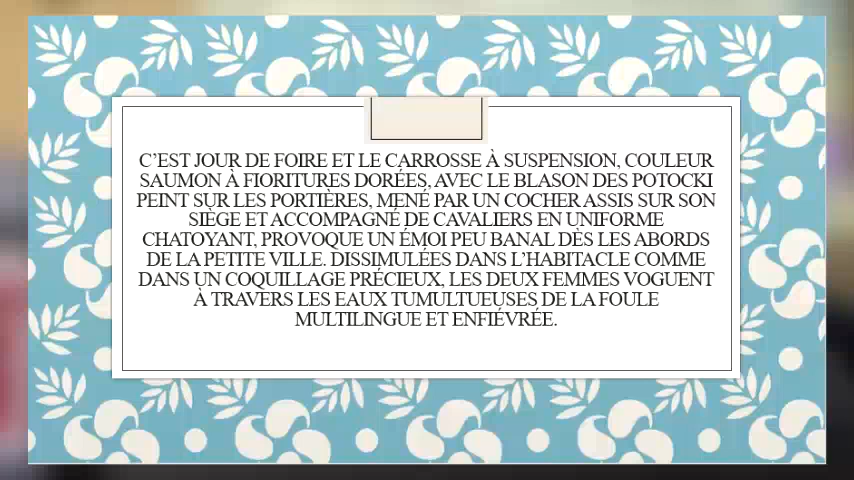 C'EST JOUR DE FOIRE ET LE CARROSSE À SUSPENSION, COULEUR
SAUMON À FIORITURES DORÉES, AVEC LE BLASON DES POTOCKI
PEINT SUR LES PORTIÈRES, MENÉ PAR UN COCHER ASSIS SUR SON
SIÈGE ET ACCOMPAGNÉ DE CAVALIERS EN UNIFORME
CHATOYANT, PROVOQUE UN ÉMOI PEU BANAL DÈS LES ABORDS
DE LA PETITE VILLE. DISSIMULÉES DANS L'HABITACLE COMME
DANS UN COQUILLAGE PRÉCIEUX, LES DEUX FEMMES VOGUENT
À TRAVERS LES EAUX TUMULTUEUSES DE LA FOULE
MULTILINGUE ET ENFIÉVRÉE.